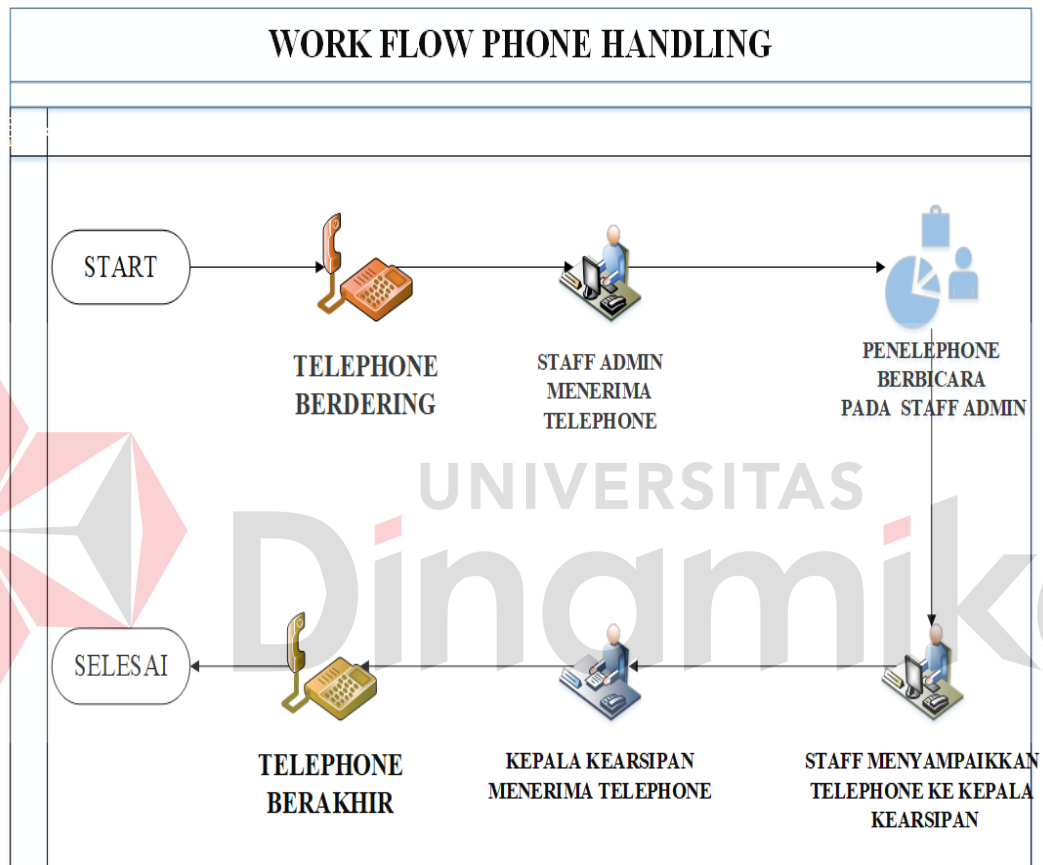 WORK FLOW PHONE HANDLING
START
TELEPHONE
BERDERING
STAFF ADMIN
MENERIMA
TELEPHONE
PENELEPHONE
BERBICARA
PADA STAFF ADMIN
UNIVERSITAS
Dinamika
SELESAI
TELEPHONE
BERAKHIR
KEPALA KEARSIPAN
MENERIMA TELEPHONE
STAFF MENYAMPAIKKAN
TELEPHONE KE KEPALA
KEARSIPAN